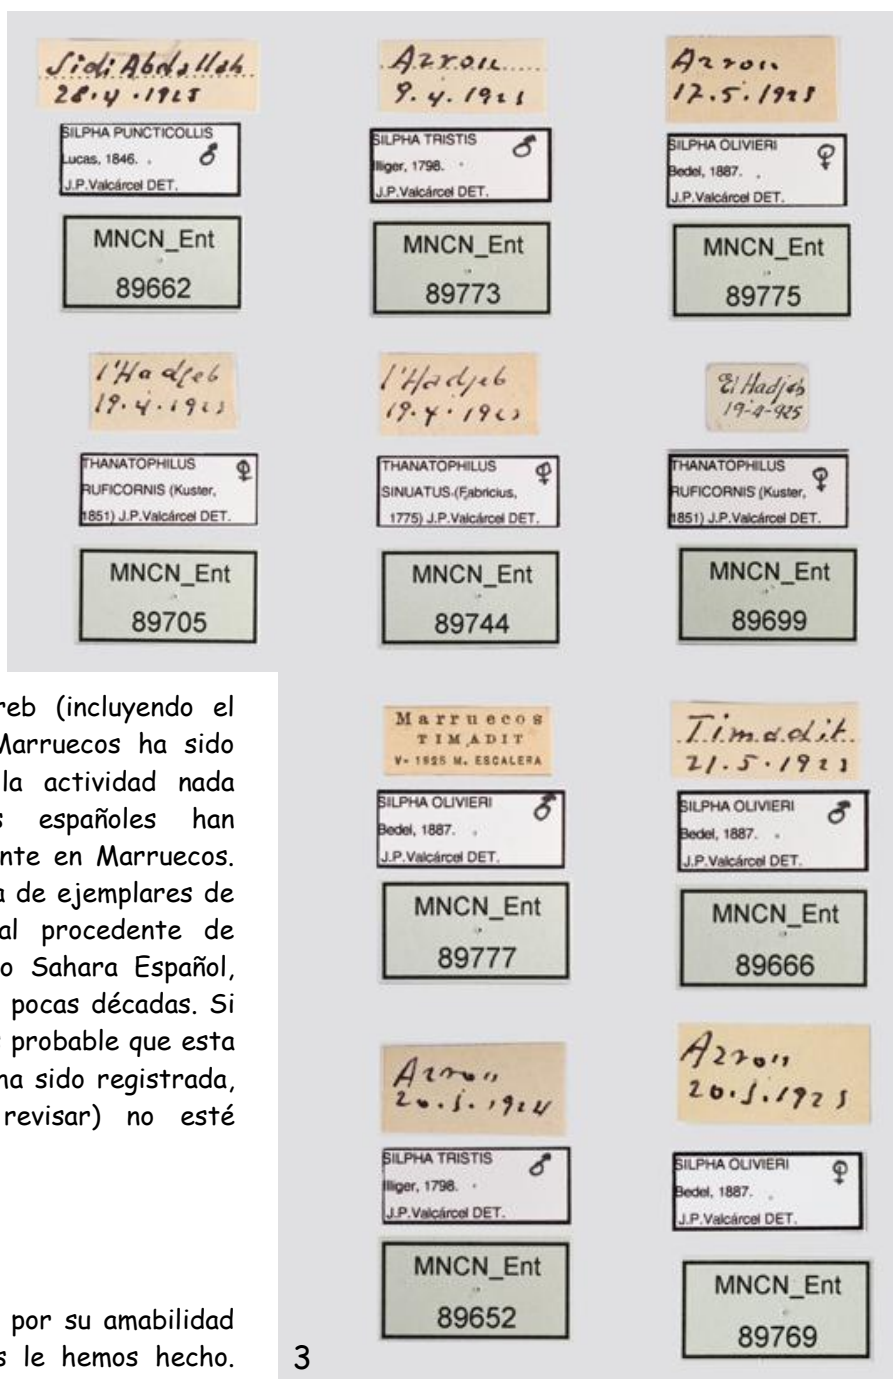 Sidi Abdallah
28.4.1925
SILPHA PUNCTICOLLIS ♂
Lucas, 1846.
J.P.Valcárcel DET.
MNCN_Ent
89662
Azrou
9.4.1925
SILPHA TRISTIS ♂
Illiger, 1798.
J.P.Valcárcel DET.
MNCN_Ent
89773
Azrou
17.5.1925
SILPHA OLIVIERI ♀
Bedel, 1887.
J.P.Valcárcel DET.
MNCN_Ent
89775
l'Hadjeb
19.4.1925
THANATOPHILUS ♀
RUFICORNIS (Kuster,
1851) J.P.Valcárcel DET.
MNCN_Ent
89705
l'Hadjeb
19.4.1925
THANATOPHILUS ♀
SINUATUS (Fabricius,
1775) J.P.Valcárcel DET.
MNCN_Ent
89744
El Hadjeb
19-4-925
THANATOPHILUS ♀
RUFICORNIS (Kuster,
1851) J.P.Valcárcel DET.
MNCN_Ent
89699
reb (incluyendo el
Marruecos ha sido
la actividad nada
s españoles han
nte en Marruecos.
a de ejemplares de
al procedente de
o Sahara Español,
pocas décadas. Si
probable que esta
na sido registrada,
revisar) no esté
por su amabilidad
s le hemos hecho.
Marruecos
TIMADIT
V-1925 M. ESCALERA
SILPHA OLIVIERI ♂
Bedel, 1887.
J.P.Valcárcel DET.
MNCN_Ent
89777
Timadit
21.5.1925
SILPHA OLIVIERI ♂
Bedel, 1887.
J.P.Valcárcel DET.
MNCN_Ent
89666
Azrou
20.5.1924
SILPHA TRISTIS ♂
Illiger, 1798.
J.P.Valcárcel DET.
MNCN_Ent
89652
Azrou
20.5.1925
SILPHA OLIVIERI ♀
Bedel, 1887.
J.P.Valcárcel DET.
MNCN_Ent
89769
3